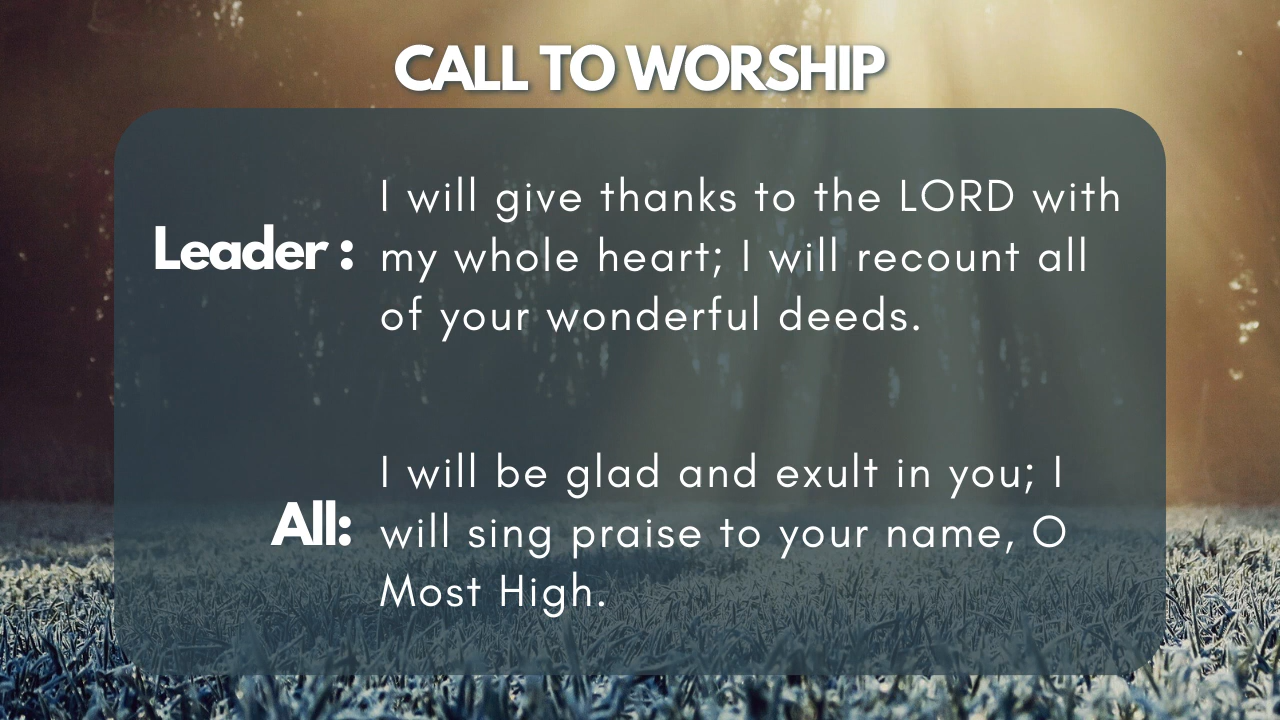 CALL TO WORSHIP
Leader :
I will give thanks to the LORD with
my whole heart; I will recount all
of your wonderful deeds.
All:
I will be glad and exult in you; I
will sing praise to your name, O
Most High.